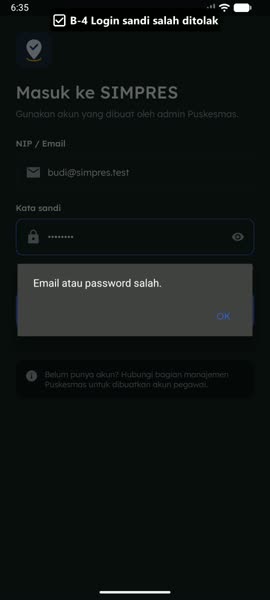 6:35
B-4 Login sandi salah ditolak
Masuk ke SIMPRES
Gunakan akun yang dibuat oleh admin Puskesmas.
NIP / Email
budi@simpres.test
Kata sandi
••••••••
Email atau password salah.
OK
Belum punya akun? Hubungi bagian manajemen
Puskesmas untuk dibuatkan akun pegawai.